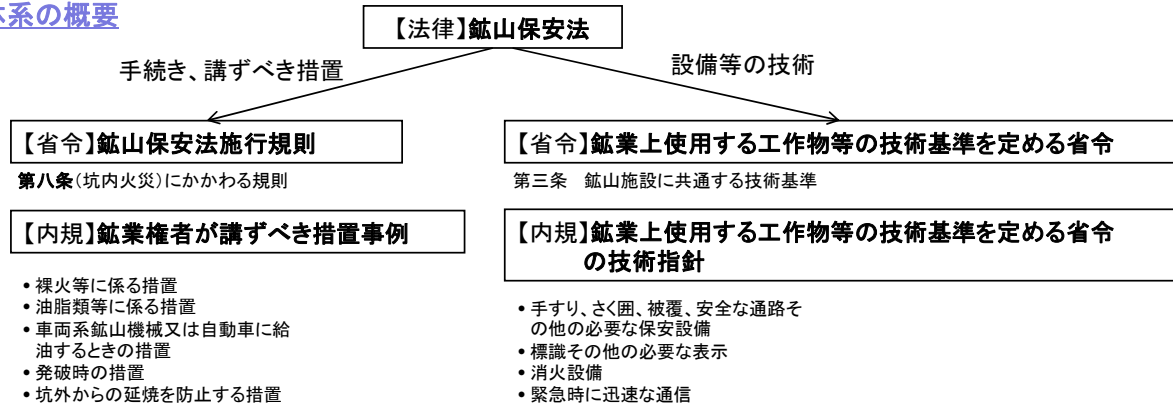 系の概要
【法律】鉱山保安法
手続き、講ずべき措置
設備等の技術
【省令】鉱山保安法施行規則
第八条(坑内火災)にかかわる規則
【内規】鉱業権者が講ずべき措置事例
• 裸火等に係る措置
• 油脂類等に係る措置
• 車両系鉱山機械又は自動車に給
油するときの措置
• 発破時の措置
• 坑外からの延焼を防止する措置
【省令】鉱業上使用する工作物等の技術基準を定める省令
第三条 鉱山施設に共通する技術基準
【内規】鉱業上使用する工作物等の技術基準を定める省令
の技術指針
• 手すり、さく囲、被覆、安全な通路そ
の他の必要な保安設備
• 標識その他の必要な表示
• 消火設備
• 緊急時に迅速な通信